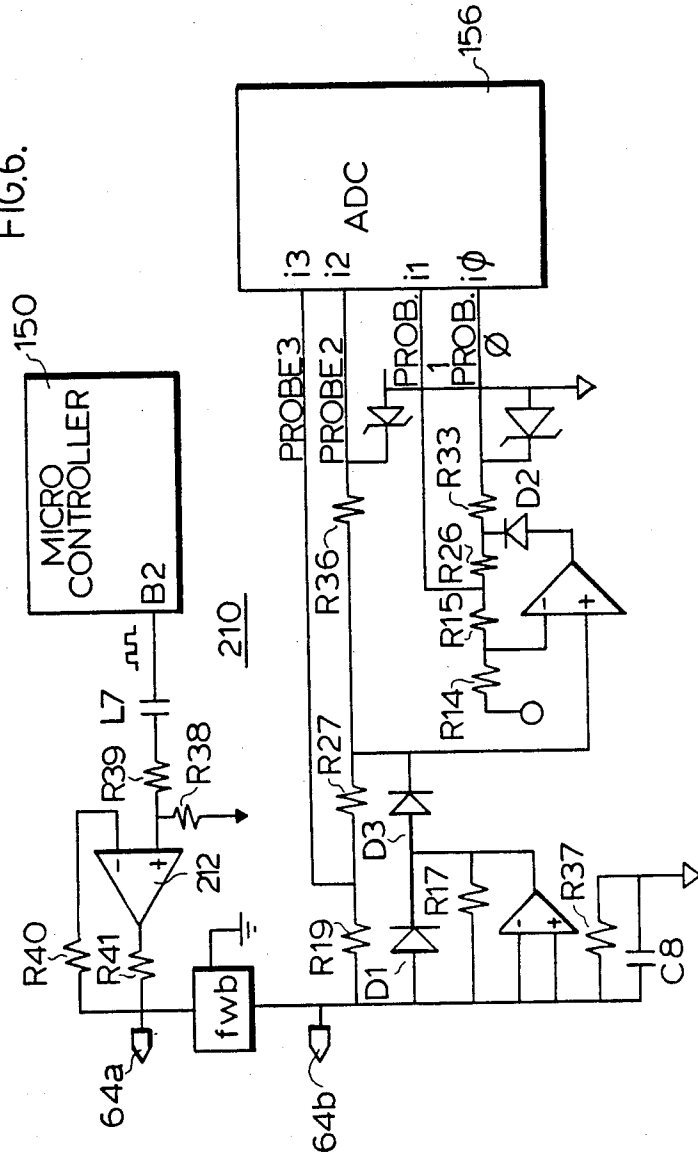 FIG.6.
150
MICRO
CONTROLLER
B2
210
L7
R39
R38
212
R40
R41
64a
fwb
64b
156
ADC
i3
i2
i1
iØ
PROBE3
PROBE2
PROB.
1
PROB.
Ø
R36
R33
R26
D2
R15
R14
R27
D3
R19
D1
R17
R37
C8